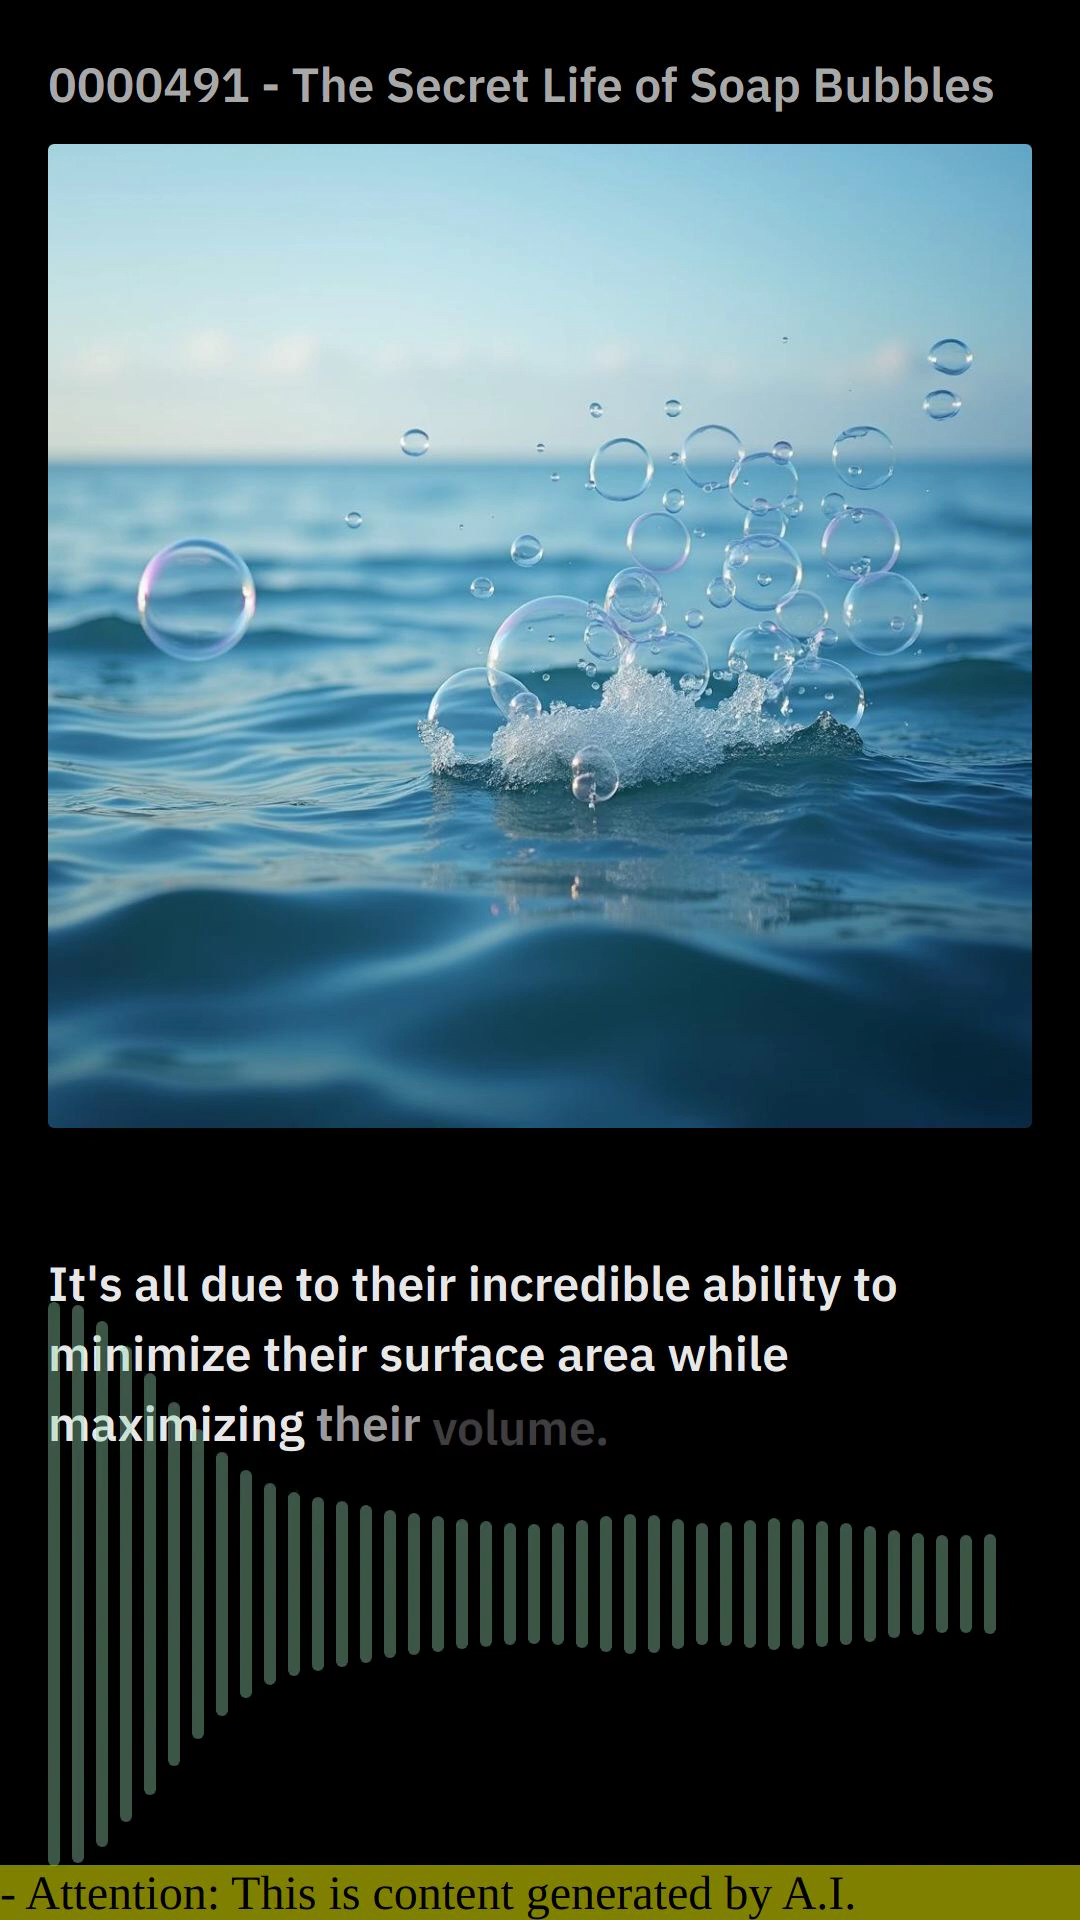 0000491 - The Secret Life of Soap Bubbles
It's all due to their incredible ability to
minimize their surface area while
maximizing their volume.
- Attention: This is content generated by A.I.